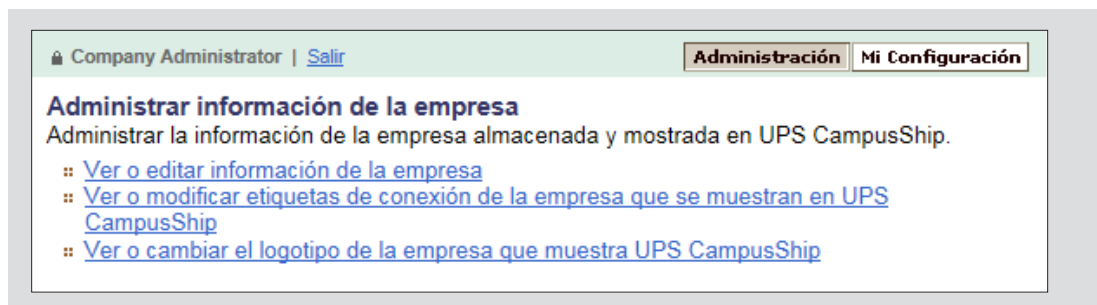 Company Administrator | Salir
Administración Mi Configuración
Administrar información de la empresa
Administrar la información de la empresa almacenada y mostrada en UPS CampusShip.
Ver o editar información de la empresa
Ver o modificar etiquetas de conexión de la empresa que se muestran en UPS
CampusShip
Ver o cambiar el logotipo de la empresa que muestra UPS CampusShip